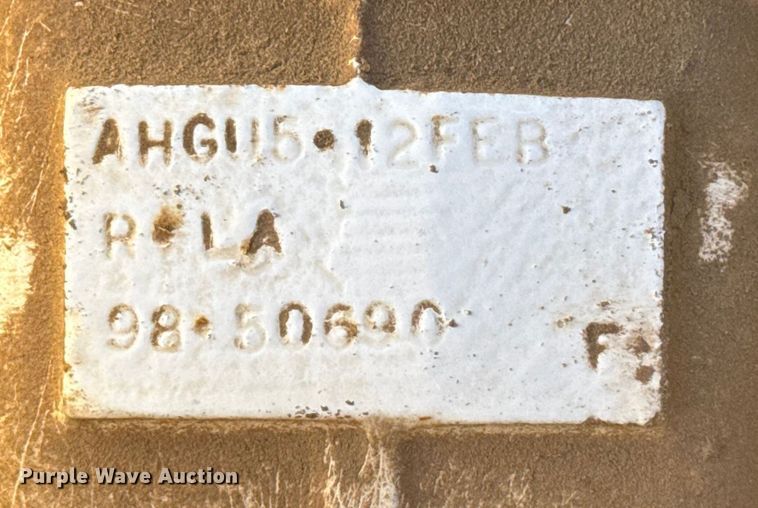 AHGU5•12FEB
R•LA
98•50690
F:
Purple Wave Auction